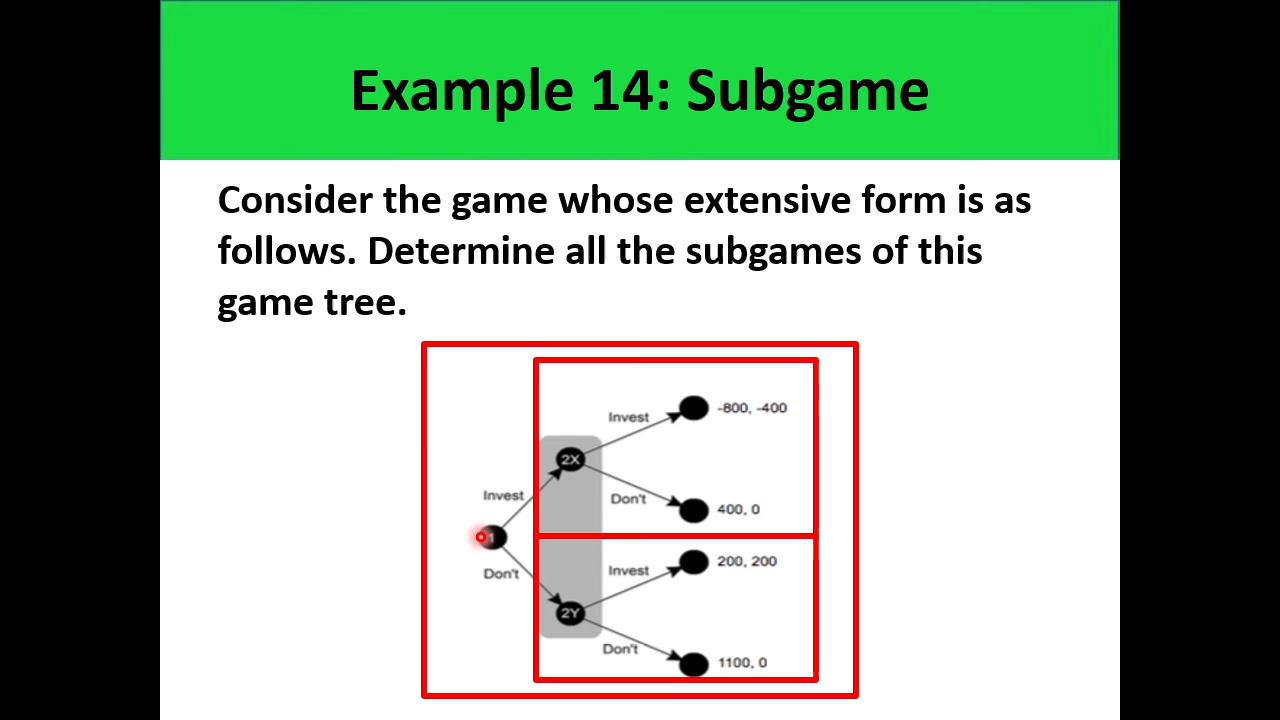 Example 14: Subgame
Consider the game whose extensive form is as
follows. Determine all the subgames of this
game tree.
Invest
-800, -400
2X
Invest
Don't
400, 0
1
Don't
Invest
200, 200
2Y
Don't
1100, 0